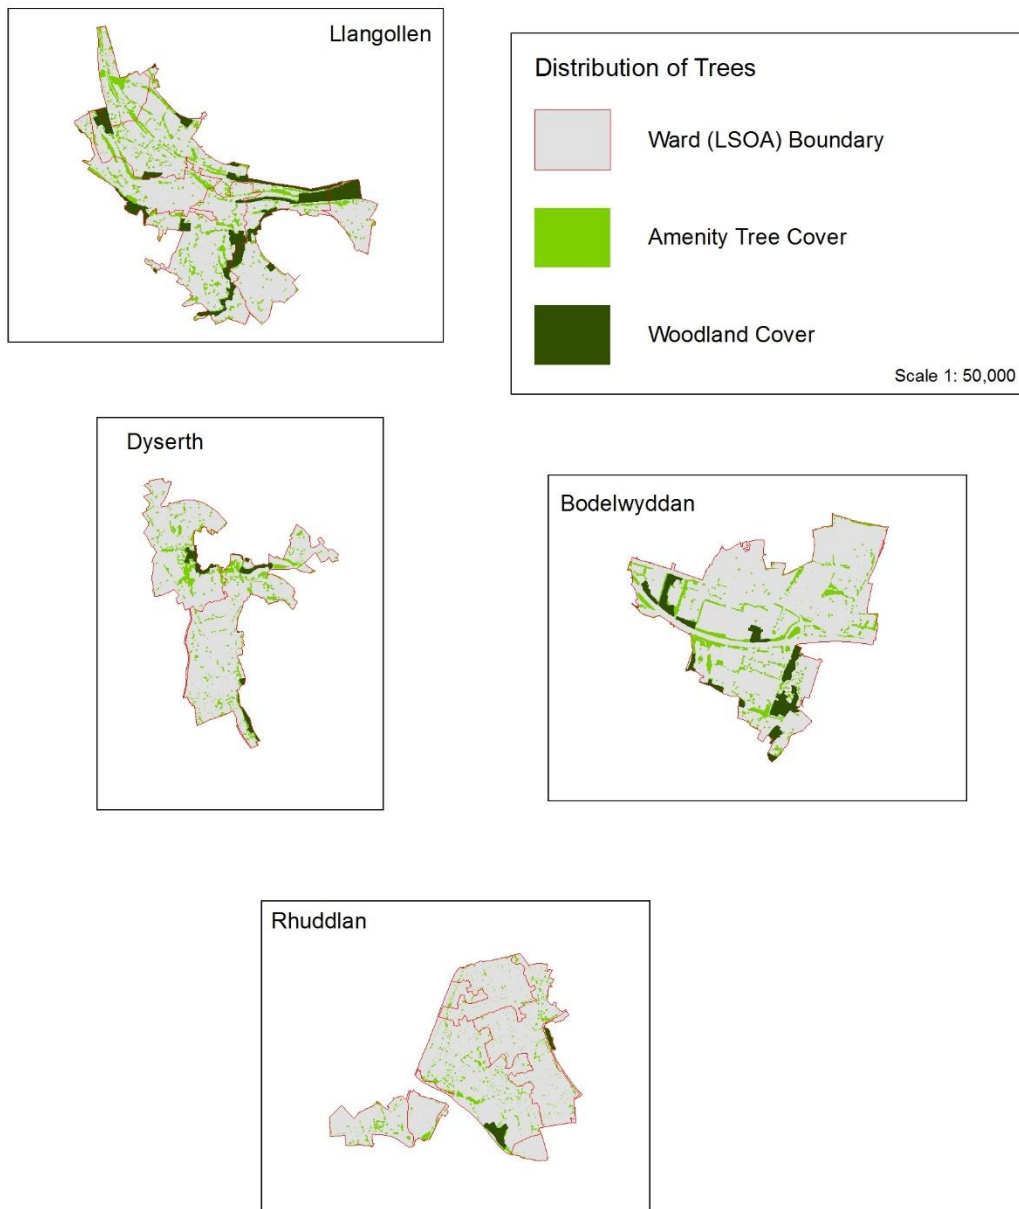 Llangollen
Distribution of Trees
Ward (LSOA) Boundary
Amenity Tree Cover
Woodland Cover
Scale 1: 50,000
Dyserth
Bodelwyddan
Rhuddlan